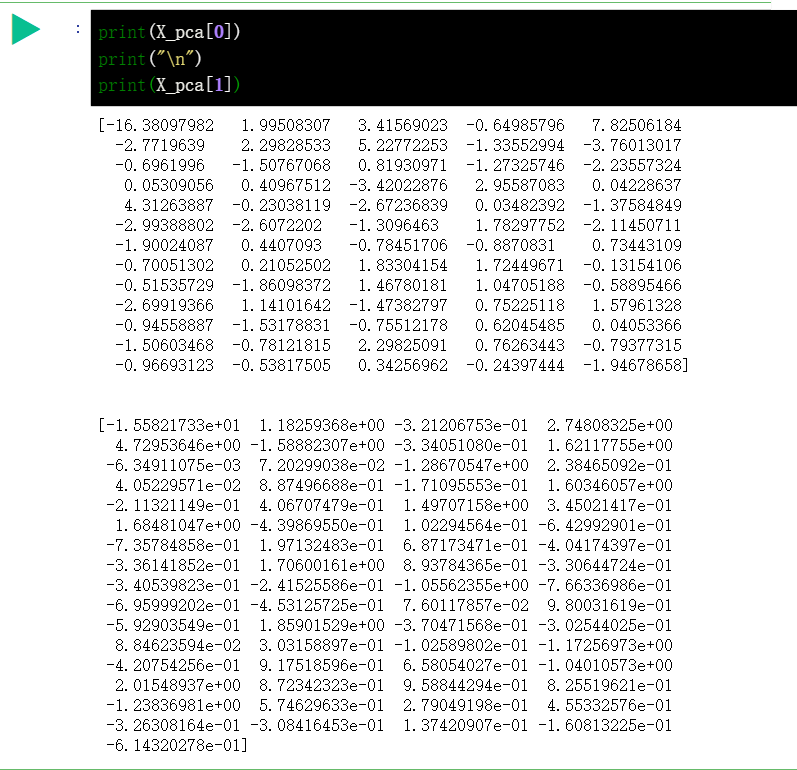 :
print(X_pca[0])
print("\n")
print(X_pca[1])
[-16.38097982 1.99508307 3.41569023 -0.64985796 7.82506184
-2.7719639 2.29828533 5.22772253 -1.33552994 -3.76013017
-0.6961996 -1.50767068 0.81930971 -1.27325746 -2.23557324
0.05309056 0.40967512 -3.42022876 2.95587083 0.04228637
4.31263887 -0.23038119 -2.67236839 0.03482392 -1.37584849
-2.99388802 -2.6072202 -1.3096463 1.78297752 -2.11450711
-1.90024087 0.4407093 -0.78451706 -0.8870831 0.73443109
-0.70051302 0.21052502 1.83304154 1.72449671 -0.13154106
-0.51535729 -1.86098372 1.46780181 1.04705188 -0.58895466
-2.69919366 1.14101642 -1.47382797 0.75225118 1.57961328
-0.94558887 -1.53178831 -0.75512178 0.62045485 0.04053366
-1.50603468 -0.78121815 2.29825091 0.76263443 -0.79377315
-0.96693123 -0.53817505 0.34256962 -0.24397444 -1.94678658]
[-1.55821733e+01 1.18259368e+00 -3.21206753e-01 2.74808325e+00
4.72953646e+00 -1.58882307e+00 -3.34051080e-01 1.62117755e+00
-6.34911075e-03 7.20299038e-02 -1.28670547e+00 2.38465092e-01
4.05229571e-02 8.87496688e-01 -1.71095553e-01 1.60346057e+00
-2.11321149e-01 4.06707479e-01 1.49707158e+00 3.45021417e-01
1.68481047e+00 -4.39869550e-01 1.02294564e-01 -6.42992901e-01
-7.35784858e-01 1.97132483e-01 6.87173471e-01 -4.04174397e-01
-3.36141852e-01 1.70600161e+00 8.93784365e-01 -3.30644724e-01
-3.40539823e-01 -2.41525586e-01 -1.05562355e+00 -7.66339986e-01
-6.95999202e-01 -4.53125725e-01 7.60117857e-02 9.80031619e-01
-5.92903549e-01 1.85901529e+00 -3.70471568e-01 -3.02544025e-01
8.84623594e-02 3.03158897e-01 -1.02589802e-01 -1.17256973e+00
-4.20754256e-01 9.17518596e-01 6.58054027e-01 -1.04010573e+00
2.01548937e+00 8.72342323e-01 9.58844294e-01 8.25519621e-01
-1.23836981e+00 5.74629633e-01 2.79049198e-01 4.55332576e-01
-3.26308164e-01 -3.08416453e-01 1.37420907e-01 -1.60813225e-01
-6.14320278e-01]